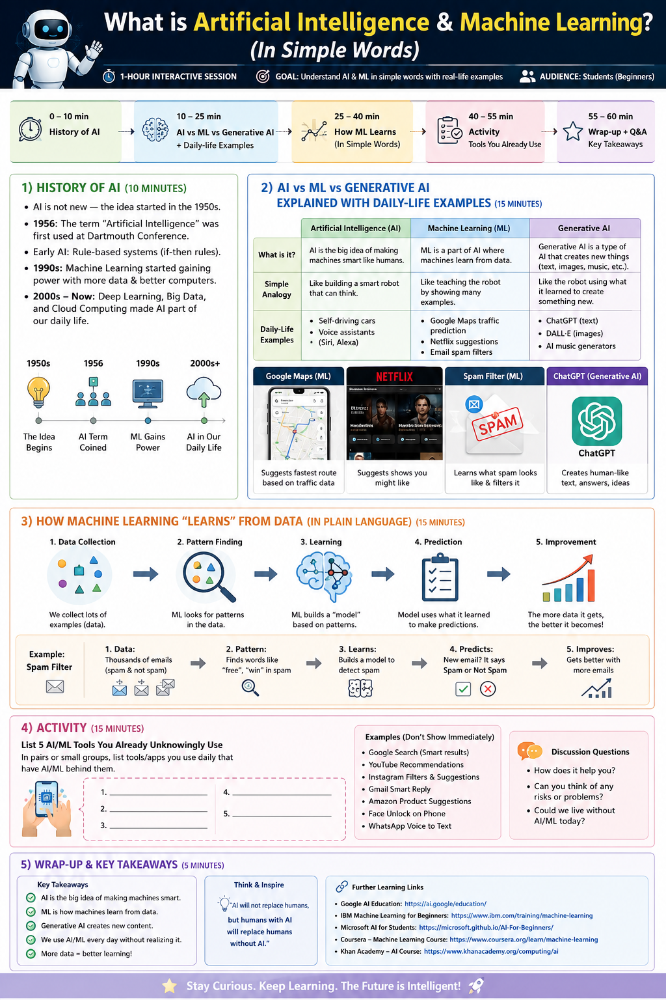 What is Artificial Intelligence & Machine Learning?
(In Simple Words)
1-HOUR INTERACTIVE SESSION
GOAL: Understand AI & ML in simple words with real-life examples
AUDIENCE: Students (Beginners)
0 – 10 min
History of AI
10 – 25 min
AI vs ML vs Generative AI
+ Daily-life Examples
25 – 40 min
How ML Learns
(In Simple Words)
40 – 55 min
Activity
Tools You Already Use
55 – 60 min
Wrap-up + Q&A
Key Takeaways
1) HISTORY OF AI (10 MINUTES)
• AI is not new — the idea started in the 1950s.
• 1956: The term “Artificial Intelligence” was
first used at Dartmouth Conference.
• Early AI: Rule-based systems (if-then rules).
• 1990s: Machine Learning started gaining
power with more data & better computers.
• 2000s – Now: Deep Learning, Big Data,
and Cloud Computing made AI part of
our daily life.
1950s
1956
1990s
2000s+
The Idea
Begins
AI Term
Coined
ML Gains
Power
AI in Our
Daily Life
2) AI vs ML vs GENERATIVE AI
EXPLAINED WITH DAILY-LIFE EXAMPLES (15 MINUTES)
Artificial Intelligence (AI)
Machine Learning (ML)
Generative AI
What is it?
AI is the big idea of making
machines smart like humans.
ML is a part of AI where
machines learn from data.
Generative AI is a type of
AI that creates new things
(text, images, music, etc.).
Simple
Analogy
Like building a smart robot
that can think.
Like teaching the robot
by showing many
examples.
Like the robot using what
it learned to create
something new.
Daily-Life
Examples
• Self-driving cars
• Voice assistants
• (Siri, Alexa)
• Google Maps traffic
prediction
• Netflix suggestions
• Email spam filters
• ChatGPT (text)
• DALL·E (images)
• AI music generators
Google Maps (ML)
Suggests fastest route
based on traffic data
NETFLIX
Suggests shows you
might like
Spam Filter (ML)
SPAM
Learns what spam looks
like & filters it
ChatGPT (Generative AI)
ChatGPT
Creates human-like
text, answers, ideas
3) HOW MACHINE LEARNING “LEARNS” FROM DATA (IN PLAIN LANGUAGE) (15 MINUTES)
1. Data Collection
2. Pattern Finding
3. Learning
4. Prediction
5. Improvement
We collect lots of
examples (data).
ML looks for patterns
in the data.
ML builds a “model”
based on patterns.
Model uses what it learned
to make predictions.
The more data it gets,
the better it becomes!
Example:
Spam Filter
1. Data:
Thousands of emails
(spam & not spam)
2. Pattern:
Finds words like
“free”, “win” in spam
3. Learns:
Builds a model to
detect spam
4. Predicts:
New email? It says
Spam or Not Spam
5. Improves:
Gets better with
more emails
4) ACTIVITY (15 MINUTES)
List 5 AI/ML Tools You Already Unknowingly Use
In pairs or small groups, list tools/apps you use daily that
have AI/ML behind them.
1.
2.
3.
4.
5.
Examples (Don’t Show Immediately)
• Google Search (Smart results)
• YouTube Recommendations
• Instagram Filters & Suggestions
• Gmail Smart Reply
• Amazon Product Suggestions
• Face Unlock on Phone
• WhatsApp Voice to Text
Discussion Questions
• How does it help you?
• Can you think of any
risks or problems?
• Could we live without
AI/ML today?
5) WRAP-UP & KEY TAKEAWAYS (5 MINUTES)
Key Takeaways
AI is the big idea of making machines smart.
ML is how machines learn from data.
Generative AI creates new content.
We use AI/ML every day without realizing it.
More data = better learning!
Think & Inspire
“AI will not replace humans,
but humans with AI
will replace humans
without AI.”
Further Learning Links
• Google AI Education: https://ai.google/education/
• IBM Machine Learning for Beginners: https://www.ibm.com/training/machine-learning
• Microsoft AI for Students: https://microsoft.github.io/AI-For-Beginners/
• Coursera – Machine Learning Course: https://www.coursera.org/learn/machine-learning
• Khan Academy – AI Course: https://www.khanacademy.org/computing/ai
Stay Curious. Keep Learning. The Future is Intelligent!